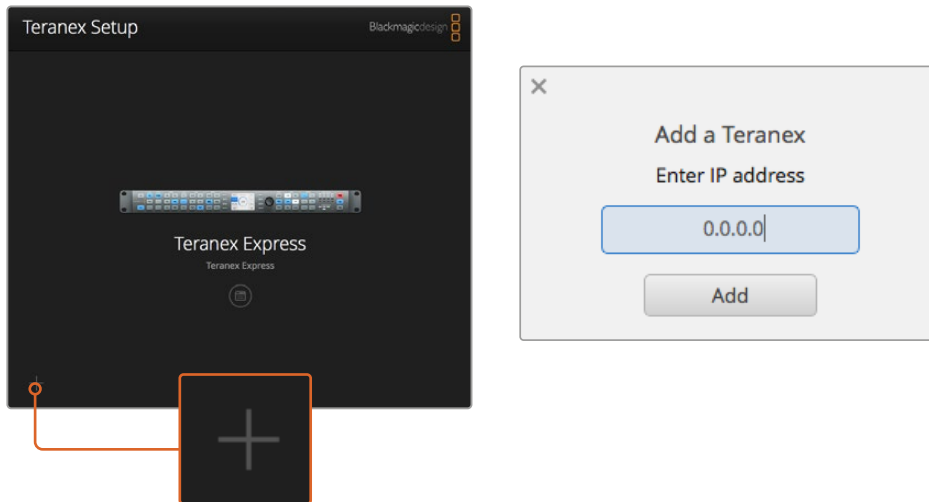 Teranex Setup
Blackmagicdesign
Teranex Express
Teranex Express
Add a Teranex
Enter IP address
0.0.0.0
Add